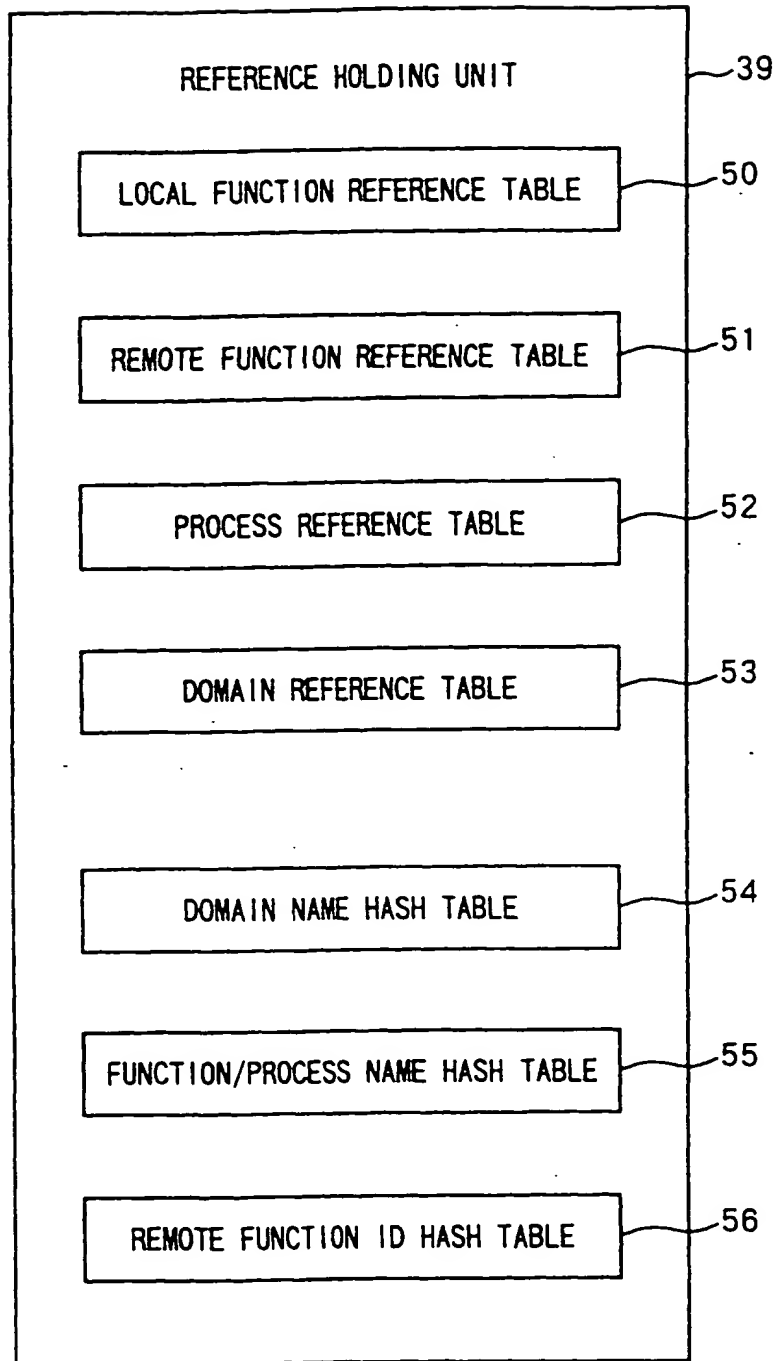 REFERENCE HOLDING UNIT 39
LOCAL FUNCTION REFERENCE TABLE 50
REMOTE FUNCTION REFERENCE TABLE 51
PROCESS REFERENCE TABLE 52
DOMAIN REFERENCE TABLE 53
DOMAIN NAME HASH TABLE 54
FUNCTION/PROCESS NAME HASH TABLE 55
REMOTE FUNCTION ID HASH TABLE 56